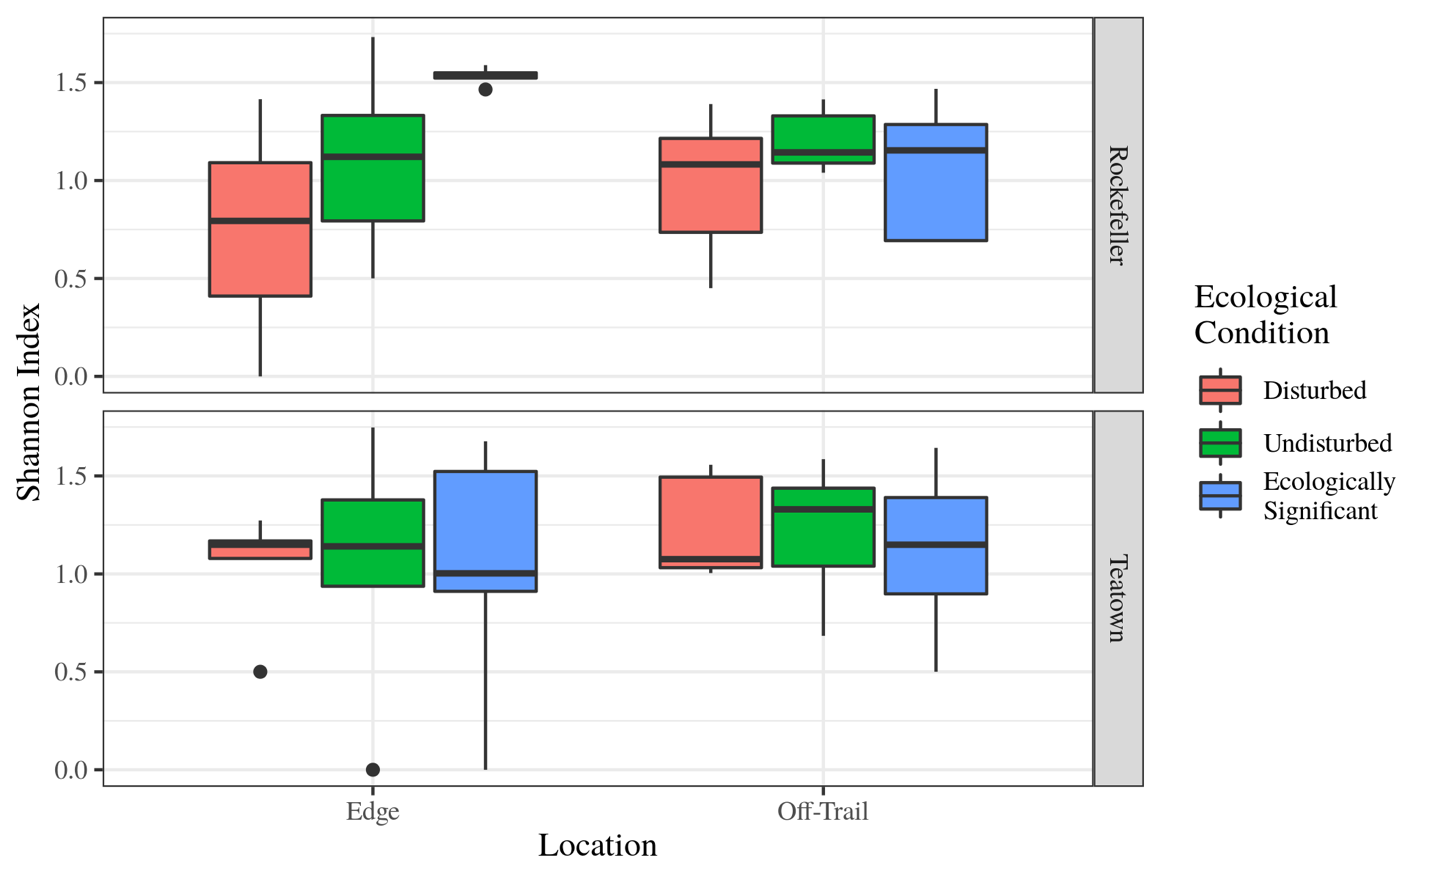 Shannon Index
1.5
1.0
0.5
0.0
Rockefeller
1.5
1.0
0.5
0.0
Teatown
Edge
Off-Trail
Location
Ecological
Condition
Disturbed
Undisturbed
Ecologically
Significant